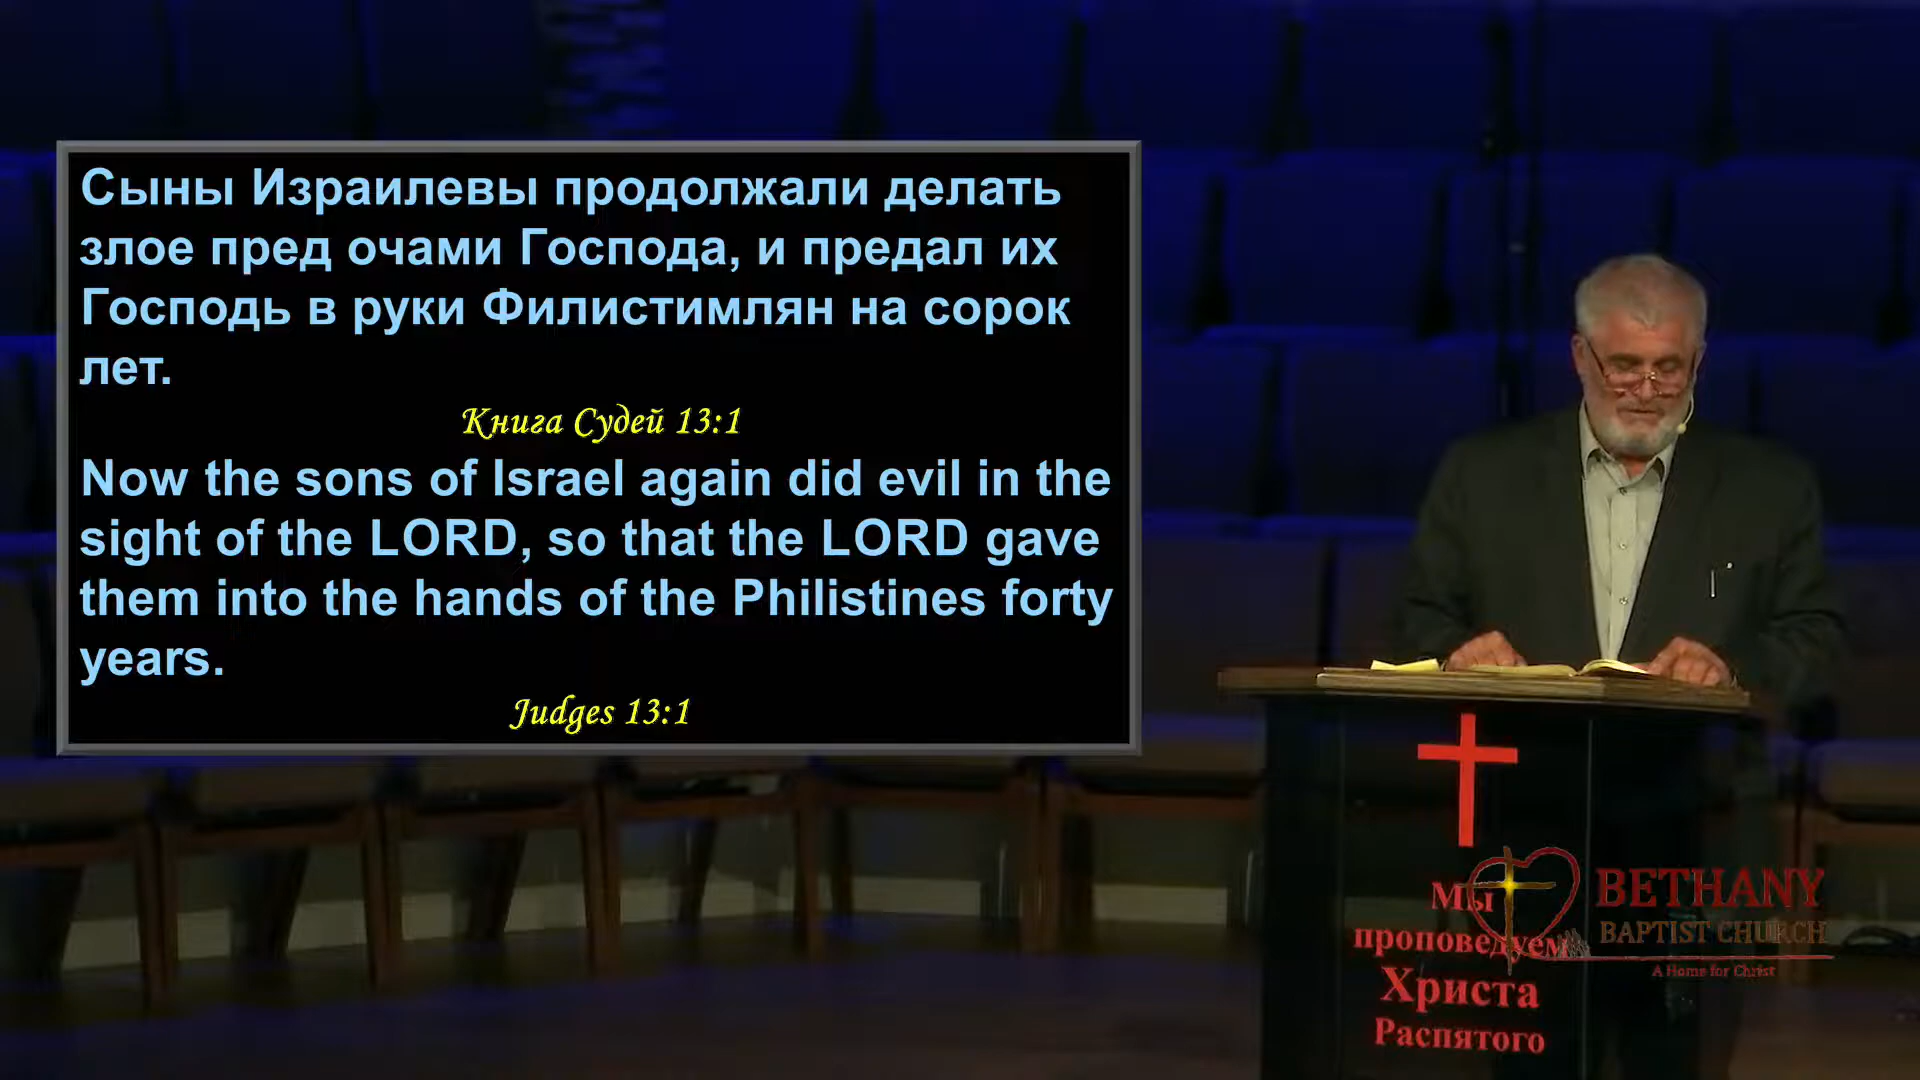 Сыны Израилевы продолжали делать
злое пред очами Господа, и предал их
Господь в руки Филистимлян на сорок
лет.
Книга Судей 13:1
Now the sons of Israel again did evil in the
sight of the LORD, so that the LORD gave
them into the hands of the Philistines forty
years.
Judges 13:1
Мы
проповедуем
Христа
Распятого
BETHANY
BAPTIST CHURCH
A Home for Christ